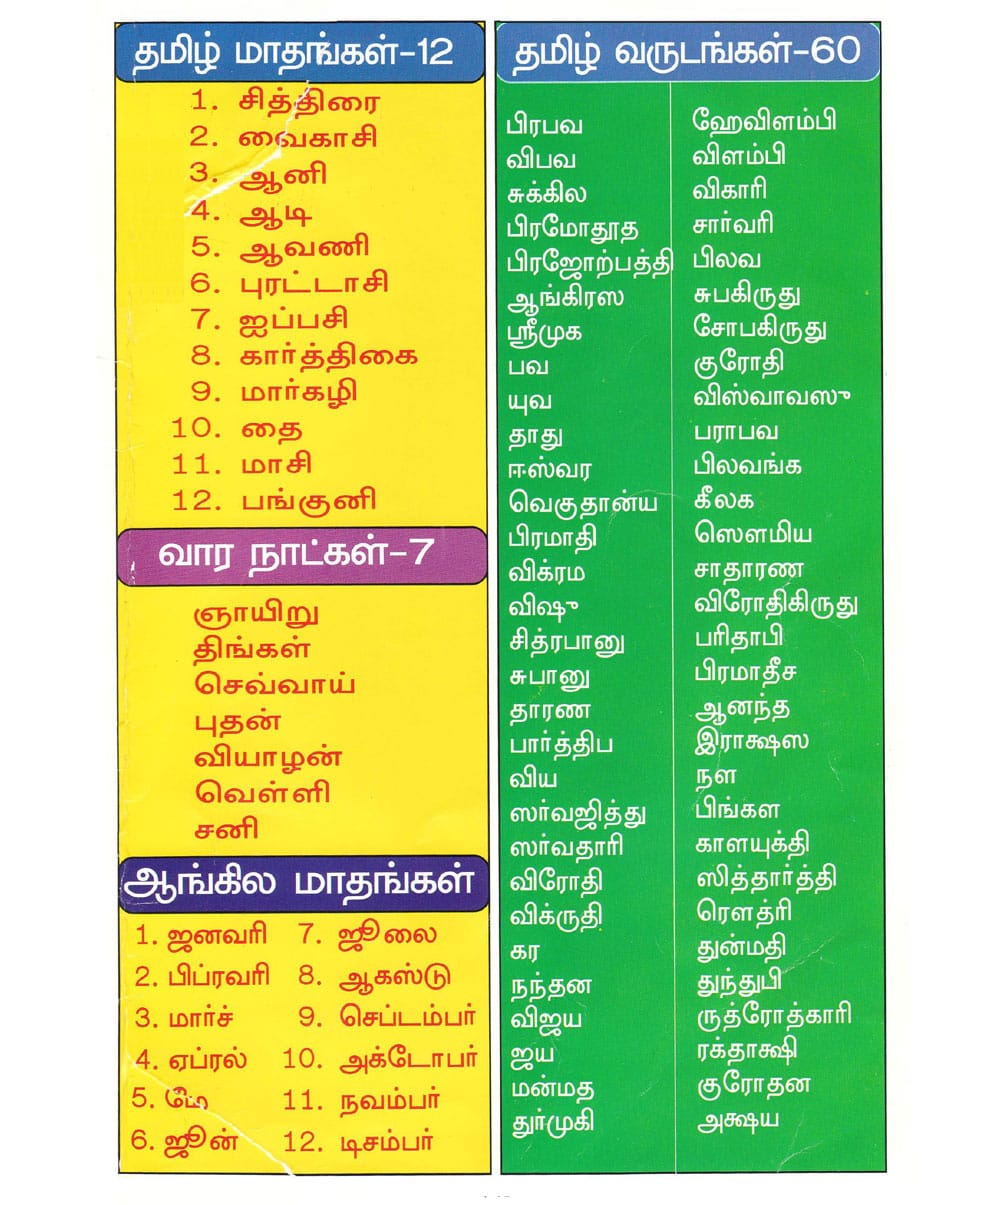 தமிழ் மாதங்கள்-12
1. சித்திரை
2. வைகாசி
3. ஆனி
4. ஆடி
5. ஆவணி
6. புரட்டாசி
7. ஐப்பசி
8. கார்த்திகை
9. மார்கழி
10. தை
11. மாசி
12. பங்குனி
வார நாட்கள்-7
ஞாயிறு
திங்கள்
செவ்வாய்
புதன்
வியாழன்
வெள்ளி
சனி
ஆங்கில மாதங்கள்
1. ஜனவரி
2. பிப்ரவரி
3. மார்ச்
4. ஏப்ரல்
5. மே
6. ஜூன்
7. ஜூலை
8. ஆகஸ்டு
9. செப்டம்பர்
10. அக்டோபர்
11. நவம்பர்
12. டிசம்பர்
தமிழ் வருடங்கள்-60
பிரபவ
விபவ
சுக்கில
பிரமோதூத
பிரஜோற்பத்தி
ஆங்கிரஸ
ஸ்ரீமுக
பவ
யுவ
தாது
ஈஸ்வர
வெகுதான்ய
பிரமாதி
விக்ரம
விஷு
சித்ரபானு
சுபானு
தாரண
பார்த்திப
விய
ஸர்வஜித்து
ஸர்வதாரி
விரோதி
விக்ருதி
கர
நந்தன
விஜய
ஜய
மன்மத
துர்முகி
ஹேவிளம்பி
விளம்பி
விகாரி
சார்வரி
பிலவ
சுபகிருது
சோபகிருது
குரோதி
விஸ்வாவஸு
பராபவ
பிலவங்க
கீலக
ஸௌமிய
சாதாரண
விரோதிகிருது
பரிதாபி
பிரமாதீச
ஆனந்த
இராக்ஷஸ
நள
பிங்கள
காளயுக்தி
ஸித்தார்த்தி
ரௌத்ரி
துன்மதி
துந்துபி
ருத்ரோத்காரி
ரக்தாக்ஷி
குரோதன
அக்ஷய